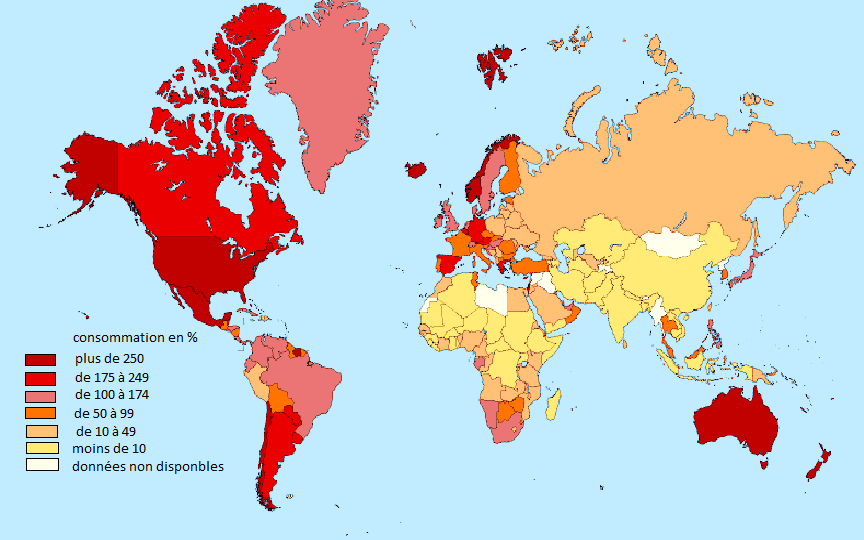 consommation en %
plus de 250
de 175 à 249
de 100 à 174
de 50 à 99
de 10 à 49
moins de 10
données non disponbles